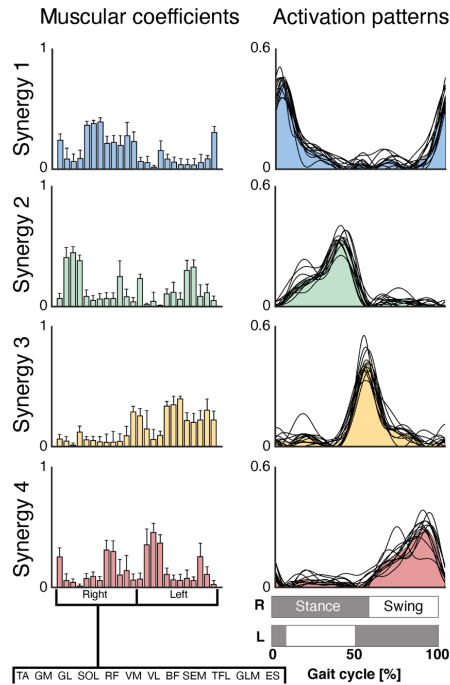 Muscular coefficients Activation patterns
Synergy 1
1
0
0.6
0
Synergy 2
1
0
0.6
0
Synergy 3
1
0
0.6
0
Synergy 4
1
0
0.6
0
Right Left
R Stance Swing
L
0 50 100
TA GM GL SOL RF VM VL BF SEM TFL GLM ES
Gait cycle [%]